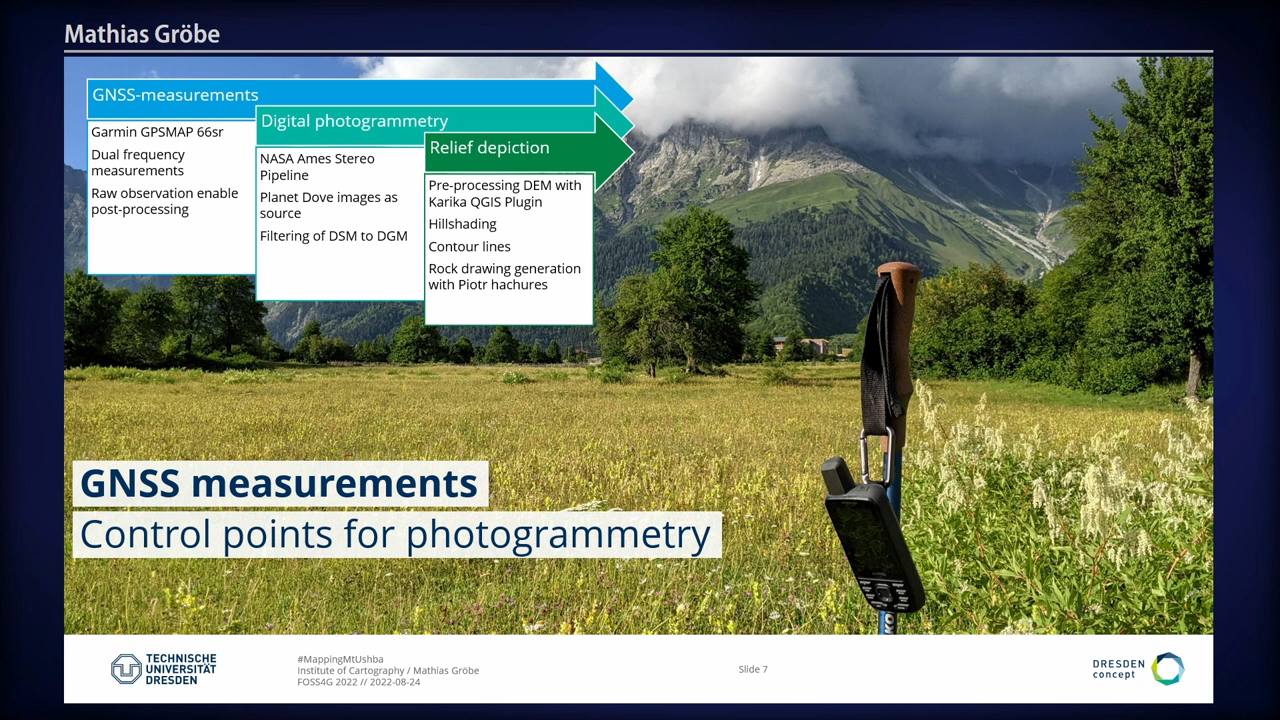 Mathias Gröbe
GNSS-measurements
Garmin GPSMAP 66sr
Dual frequency
measurements
Raw observation enable
post-processing
Digital photogrammetry
NASA Ames Stereo
Pipeline
Planet Dove images as
source
Filtering of DSM to DGM
Relief depiction
Pre-processing DEM with
Karika QGIS Plugin
Hillshading
Contour lines
Rock drawing generation
with Piotr hachures
GNSS measurements
Control points for photogrammetry
TECHNISCHE
UNIVERSITÄT
DRESDEN
#MappingMtUshba
Institute of Cartography / Mathias Gröbe
FOSS4G 2022 // 2022-08-24
Slide 7
DRESDEN
concept